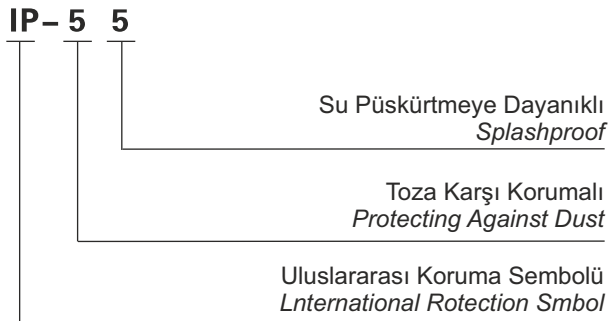 IP– 5 5
Su Püskürtmeye Dayanıklı
Splashproof
Toza Karşı Korumalı
Protecting Against Dust
Uluslararası Koruma Sembolü
Lnternational Rotection Smbol